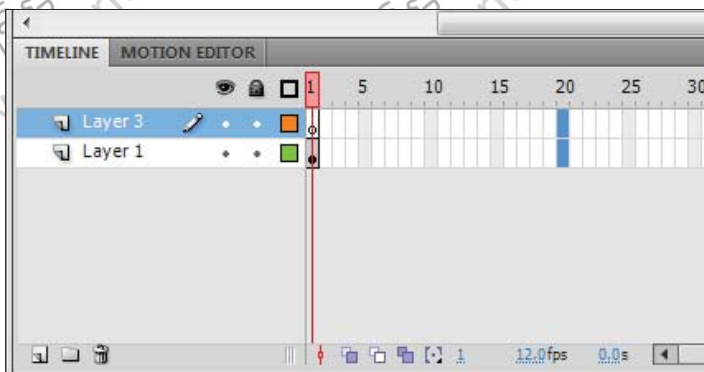 TIMELINE MOTION EDITOR
1 5 10 15 20 25 30
Layer 3
Layer 1
1 12.0fps 0.0s